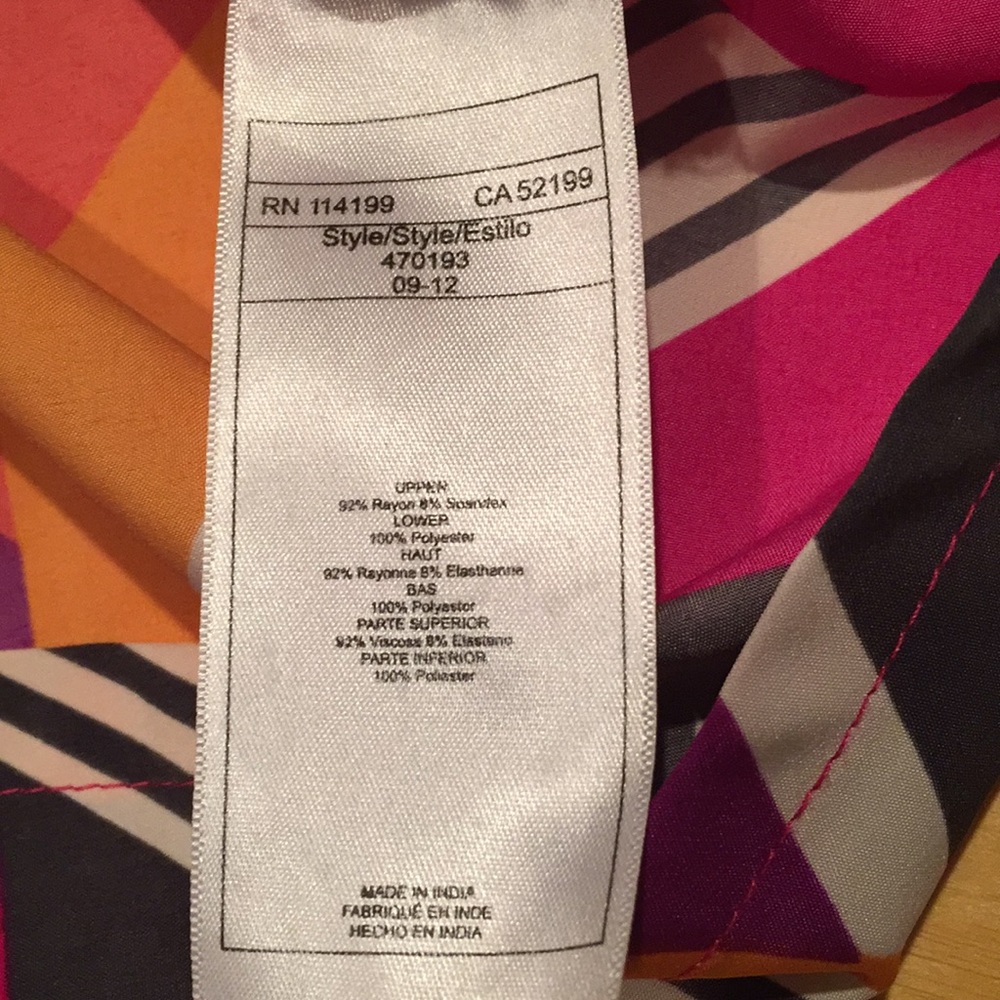 RN 114199 CA 52199
Style/Style/Estilo
470193
09-12
UPPER
92% Rayon 8% Spandex
LOWER
100% Polyester
HAUT
92% Rayonne 8% Elasthanne
BAS
100% Polyester
PARTE SUPERIOR
92% Viscosa 8% Elasteno
PARTE INFERIOR
100% Poliester
MADE IN INDIA
FABRIQUÉ EN INDE
HECHO EN INDIA